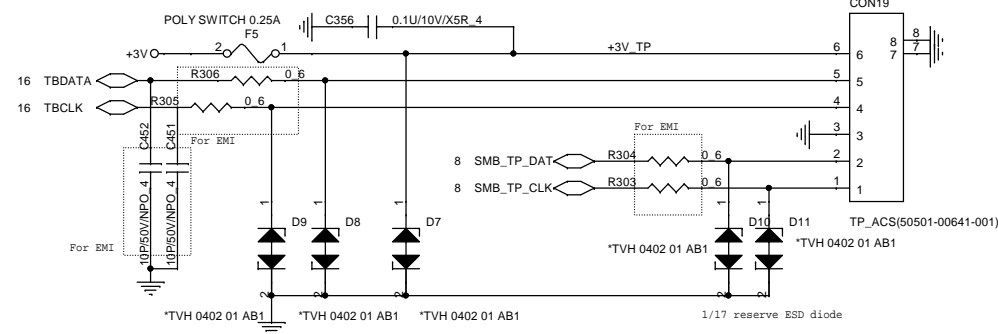 CON19
POLY SWITCH 0.25A
F5
C356 0.1U/10V/X5R_4
+3V 2 1 +3V_TP 6 6 8 8
7 7
16 TBDATA R306 0_6 5 5
16 TBCLK R305 0_6 4 4
For EMI
3 3
For EMI
8 SMB_TP_DAT R304 0_6 2 2
8 SMB_TP_CLK R303 0_6 1 1
C452 C451
10P/50V/NPO_4 10P/50V/NPO_4
For EMI
1 1 1 1 1
D9 D8 D7 D10 D11
TP_ACS(50501-00641-001)
*TVH 0402 01 AB1 *TVH 0402 01 AB1
2 2 2 2 2
*TVH 0402 01 AB1 *TVH 0402 01 AB1 *TVH 0402 01 AB1
1/17 reserve ESD diode